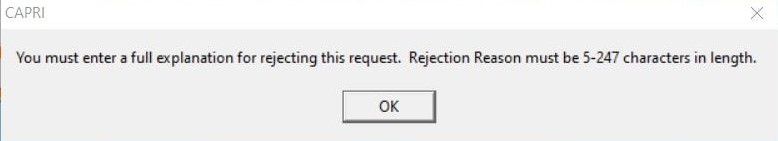 CAPRI
You must enter a full explanation for rejecting this request.  Rejection Reason must be 5-247 characters in length.
OK